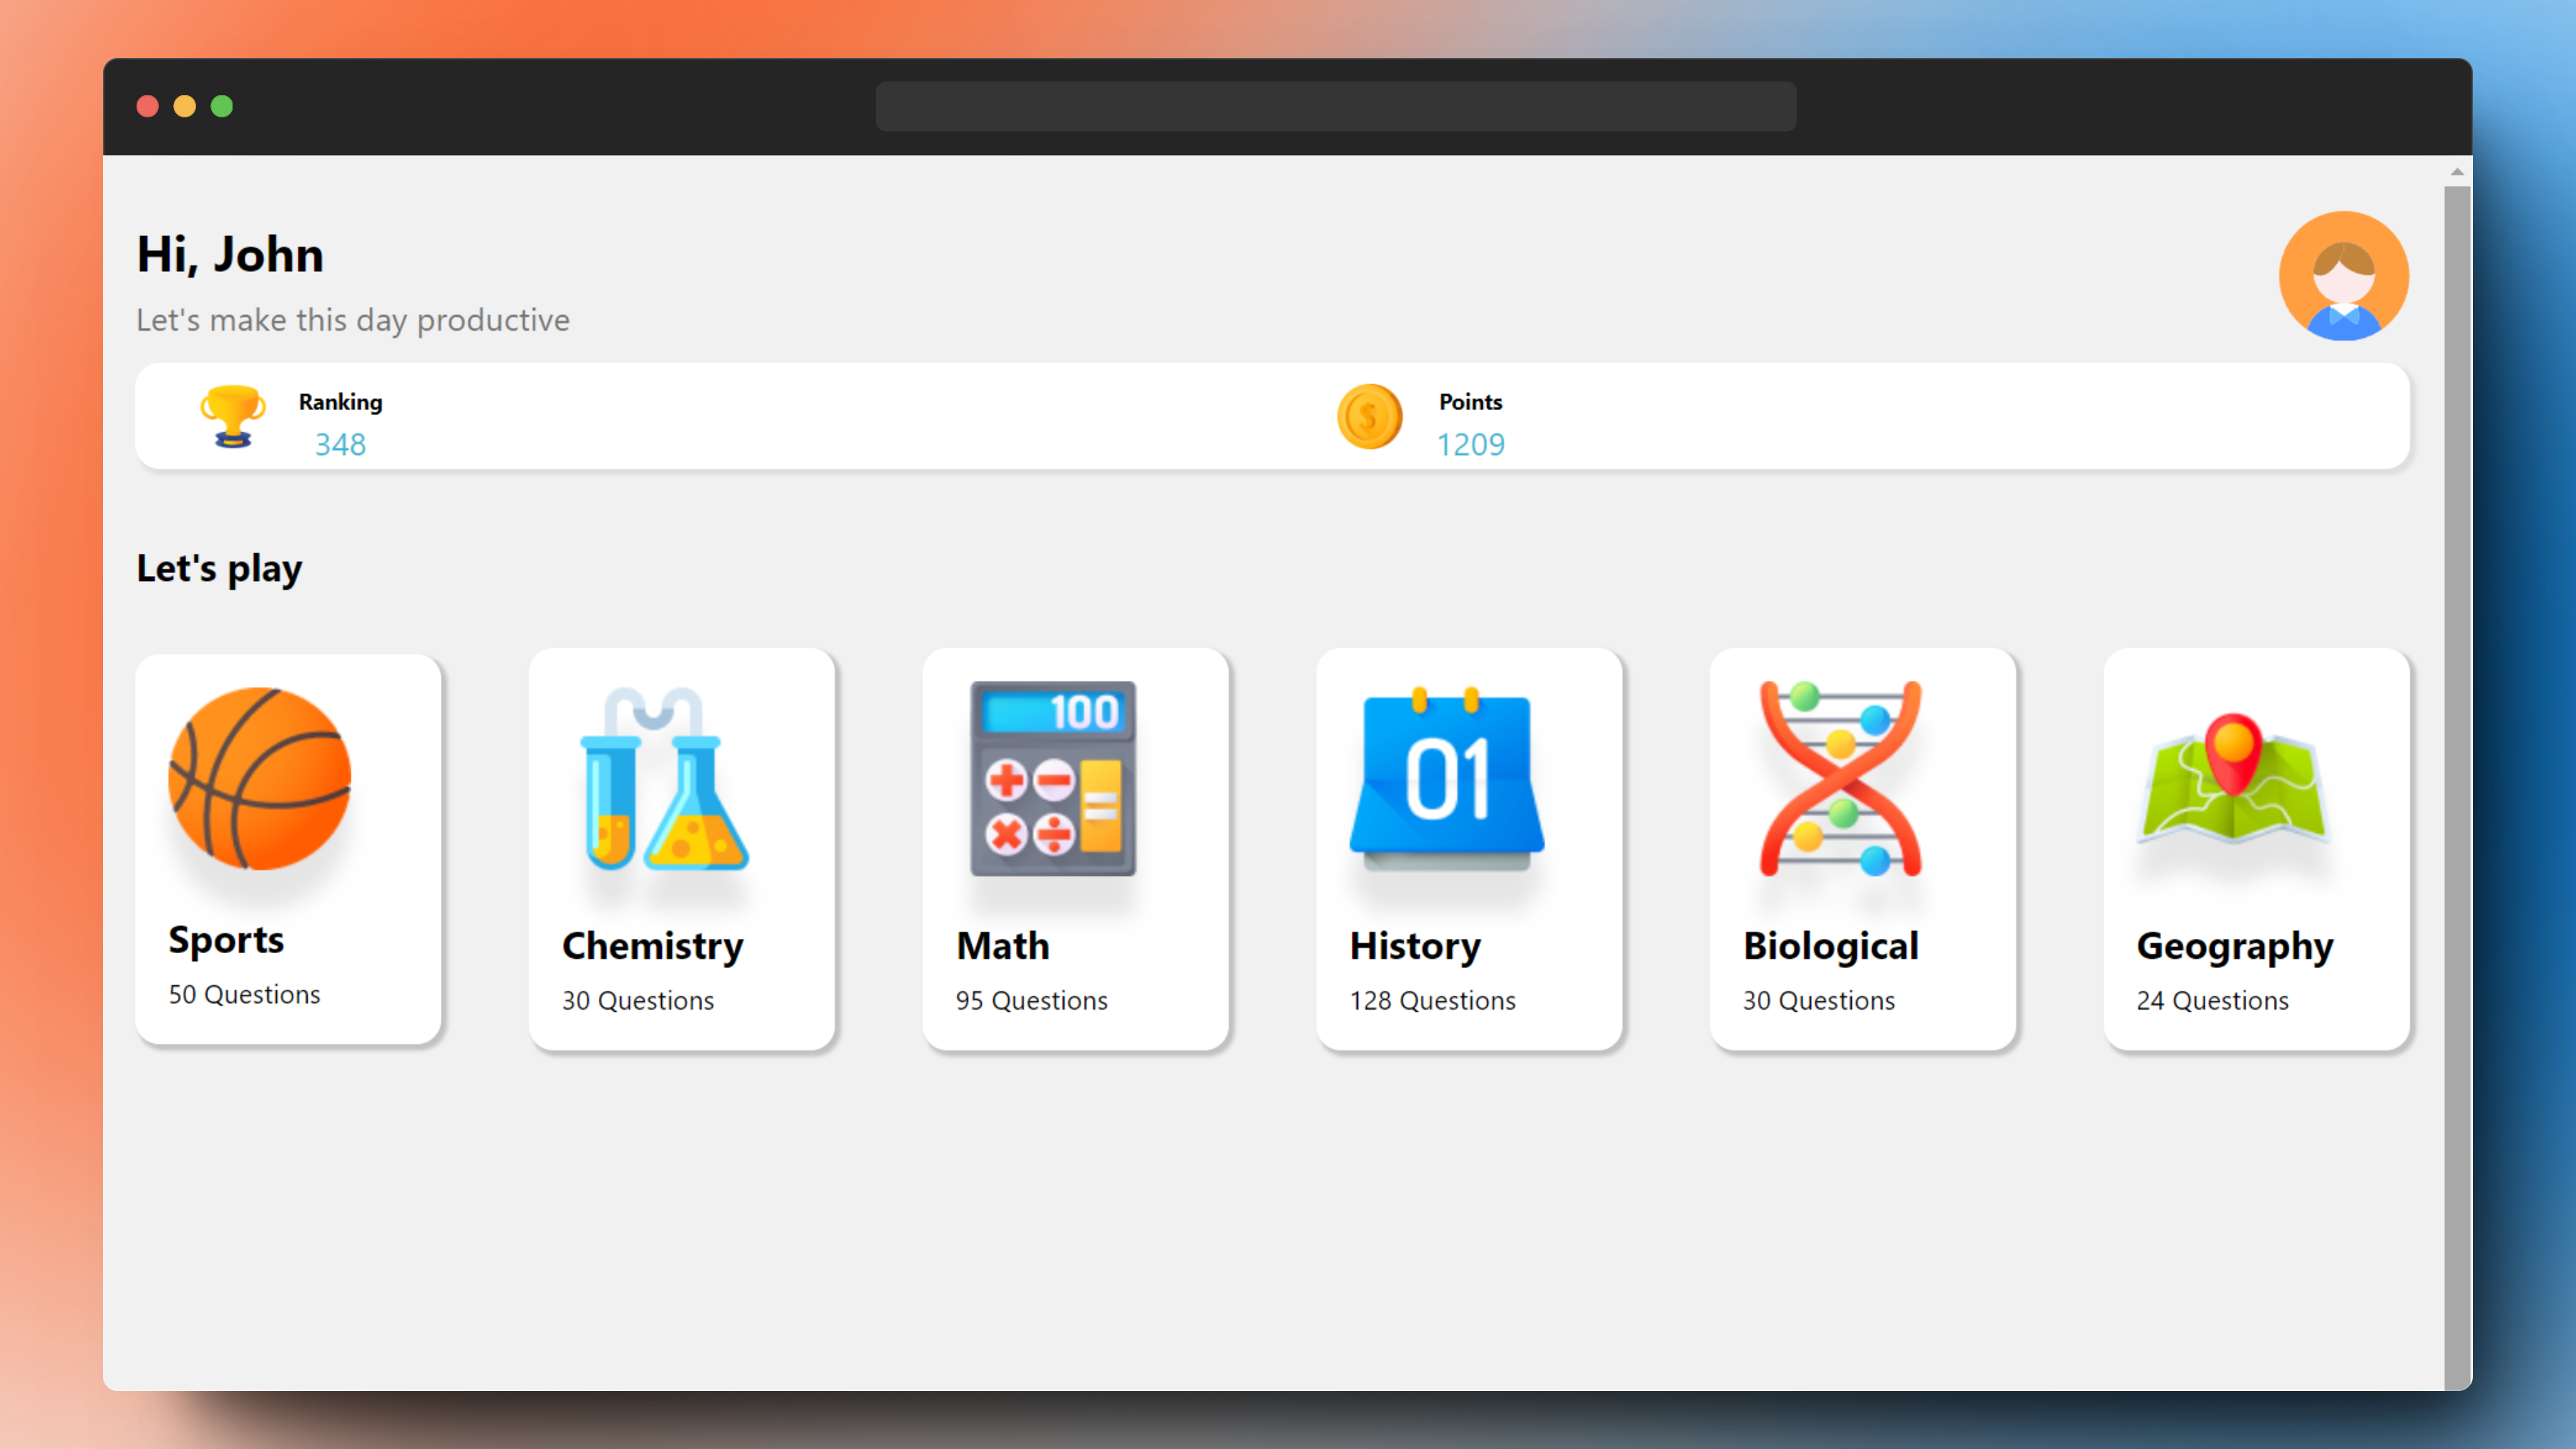 Hi, John
Let's make this day productive
Ranking
348
Points
1209
Let's play
100
01
Sports
50 Questions
Chemistry
30 Questions
Math
95 Questions
History
128 Questions
Biological
30 Questions
Geography
24 Questions